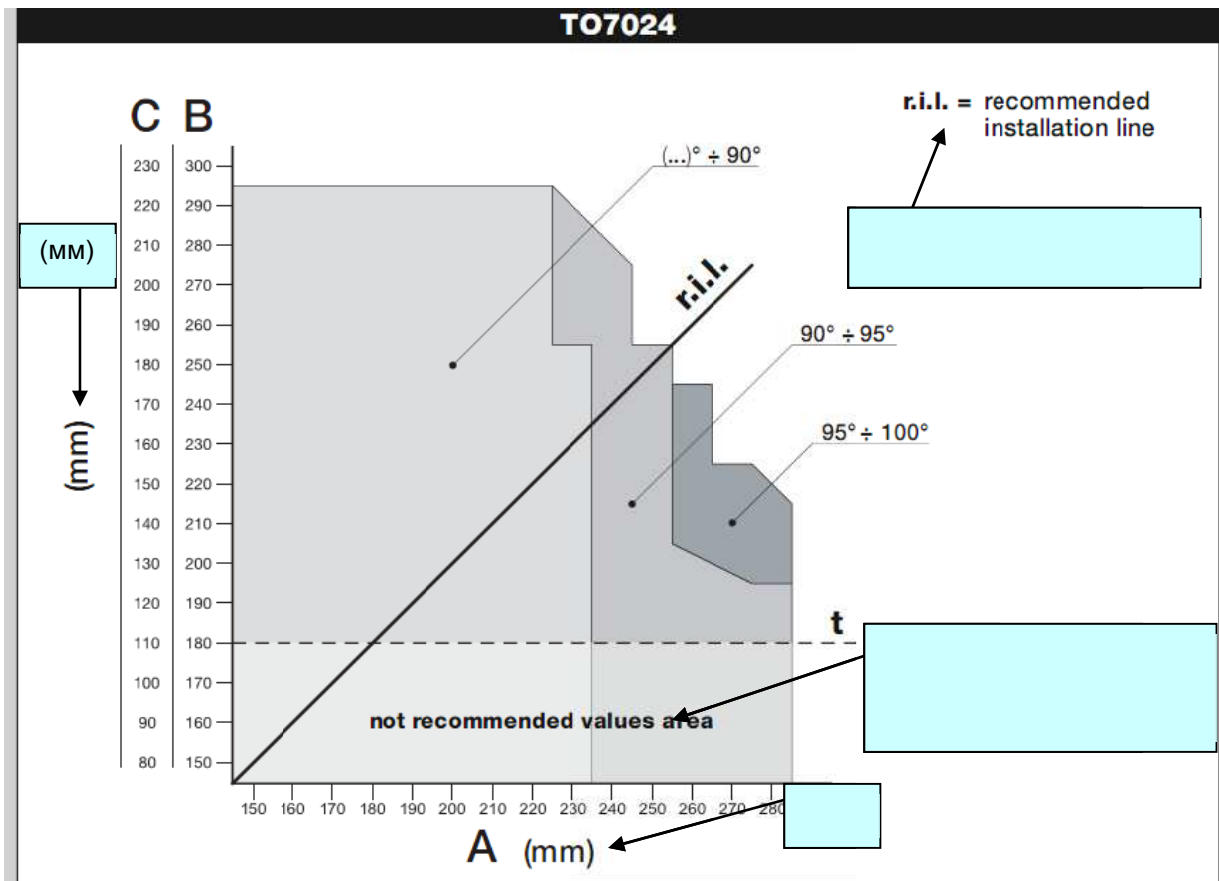 TO7024
C B
r.i.l. = recommended
installation line
(...)° ÷ 90°
230 300
220 290
(мм)
210 280
200 270
r.i.l.
190 260
90° ÷ 95°
180 250
170 240
95° ÷ 100°
160 230
(mm)
150 220
140 210
130 200
120 190
t
110 180
100 170
not recommended values area
90 160
80 150
150 160 170 180 190 200 210 220 230 240 250 260 270 280
A (mm)